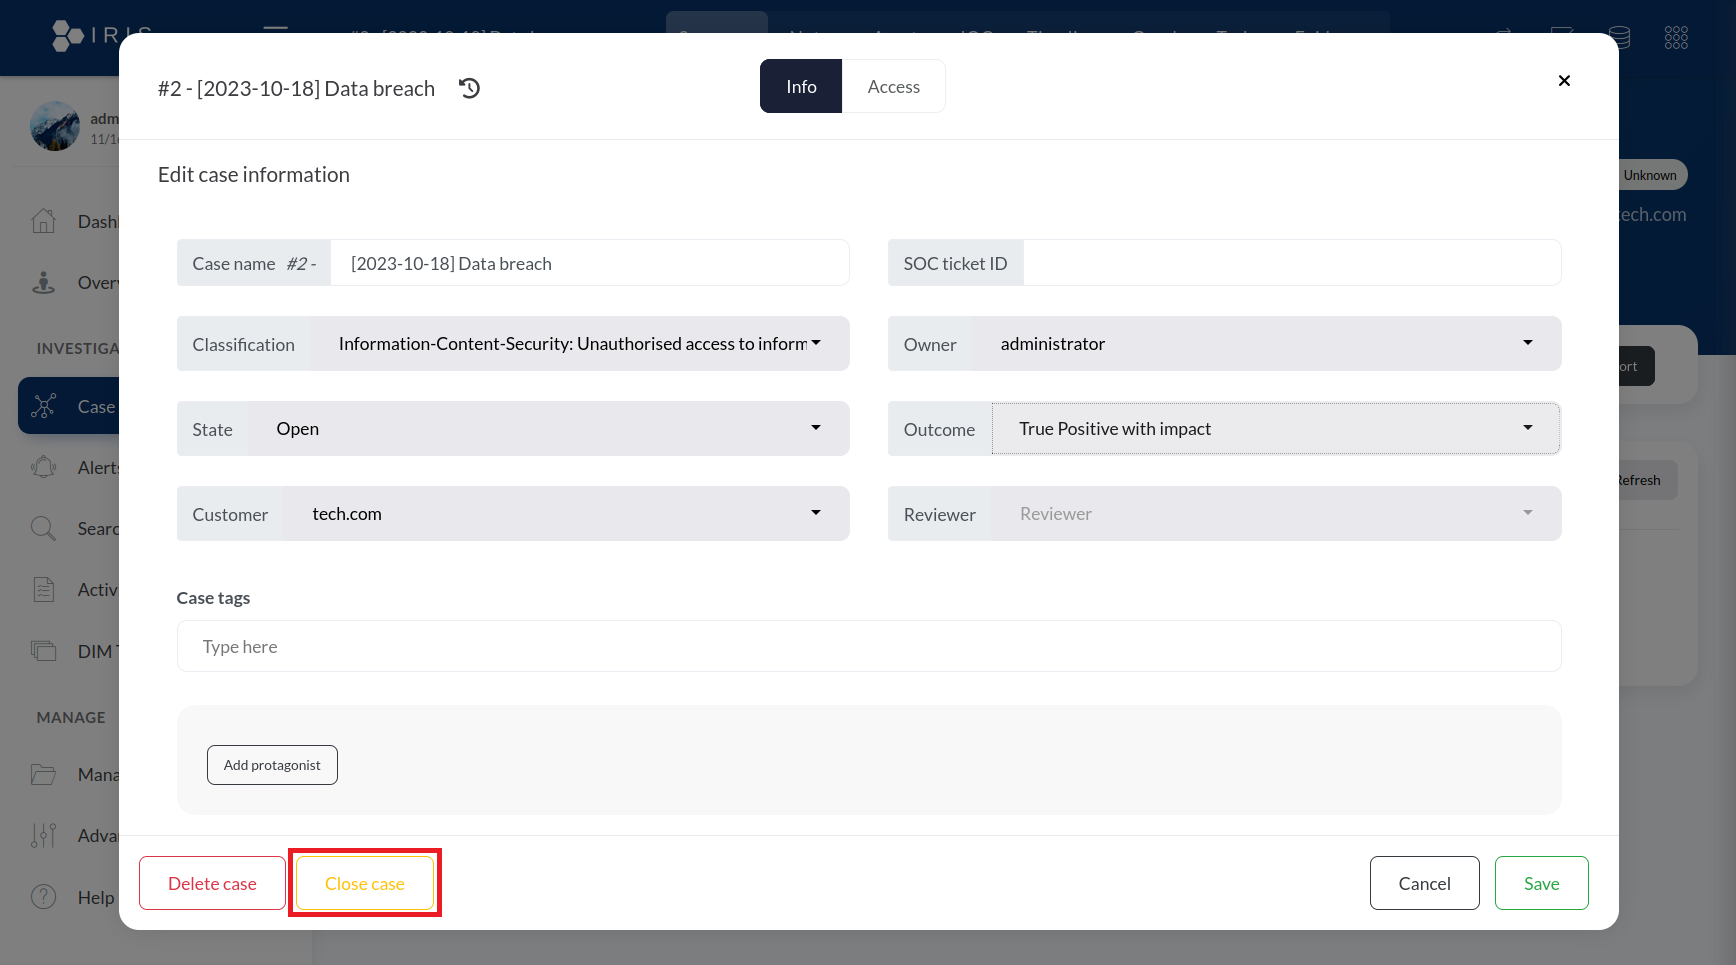 IRIS
#2 - [2023-10-18] Data breach
Info
Access
×
adm
11/1
Edit case information
Unknown
tech.com
Dash
Case name #2 -
[2023-10-18] Data breach
SOC ticket ID
Over
Classification
Information-Content-Security: Unauthorised access to inform
Owner
administrator
INVESTIGA
ort
Case
State
Open
Outcome
True Positive with impact
Alerts
Refresh
Customer
tech.com
Reviewer
Reviewer
Searc
Activ
Case tags
Type here
DIM T
MANAGE
Add protagonist
Mana
Adva
Delete case
Close case
Cancel
Save
Help